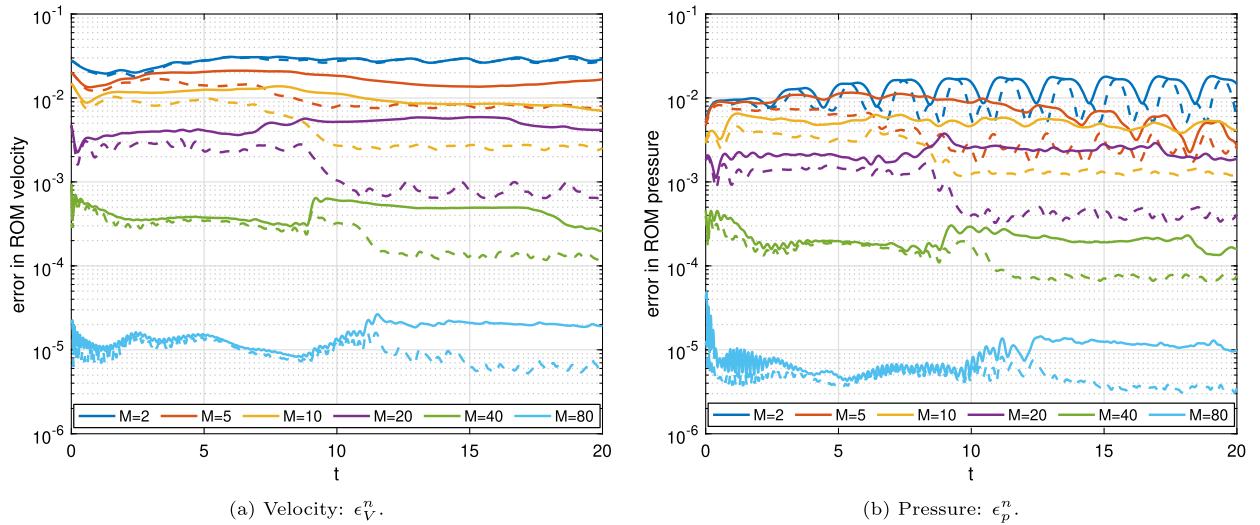 10^-1
10^-2
10^-3
10^-4
10^-5
10^-6
error in ROM velocity
M=2 M=5 M=10 M=20 M=40 M=80
0 5 10 15 20
t
(a) Velocity: ϵ_V^n.
10^-1
10^-2
10^-3
10^-4
10^-5
10^-6
error in ROM pressure
M=2 M=5 M=10 M=20 M=40 M=80
0 5 10 15 20
t
(b) Pressure: ϵ_p^n.